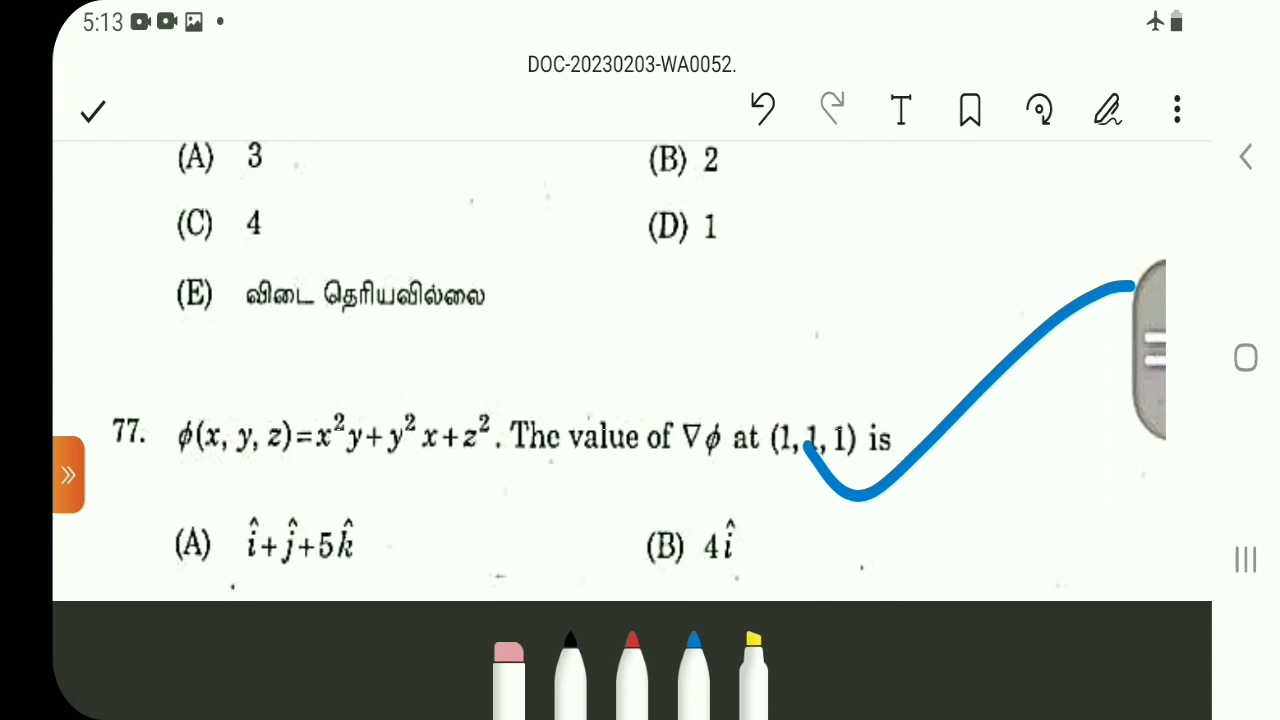 5:13
DOC-20230203-WA0052.
(A) 3 (B) 2
(C) 4 (D) 1
(E) விடை தெரியவில்லை
77. ϕ(x, y, z)=x²y+y²x+z². The value of ∇ϕ at (1,1,1) is
(A) î+ĵ+5k̂ (B) 4î